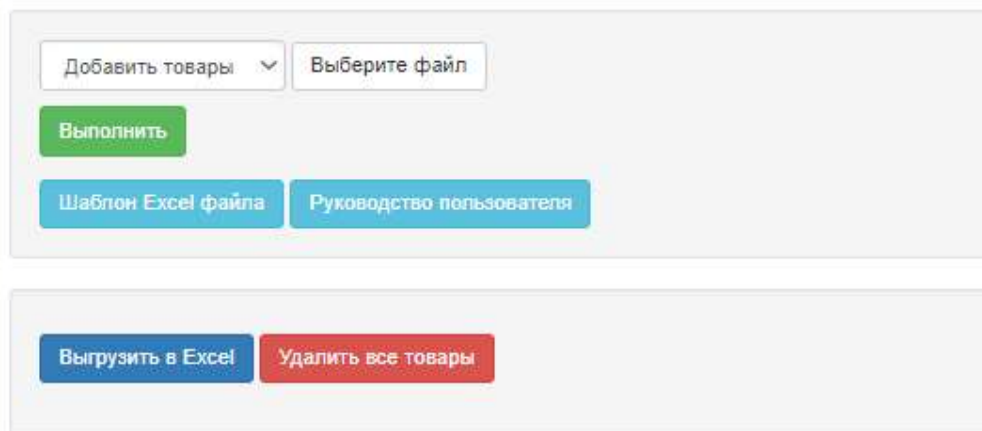 Добавить товары Выберите файл
Выполнить
Шаблон Excel файла Руководство пользователя
Выгрузить в Excel Удалить все товары